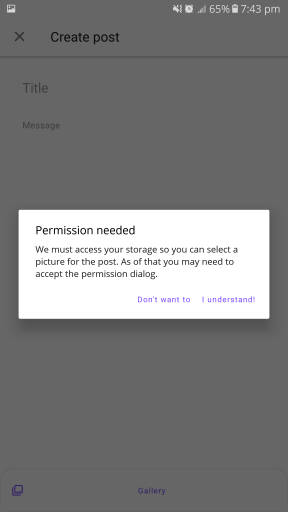 65% 7:43 pm
Create post
Title
Message
Permission needed
We must access your storage so you can select a
picture for the post. As of that you may need to
accept the permission dialog.
Don't want to I understand!
Gallery